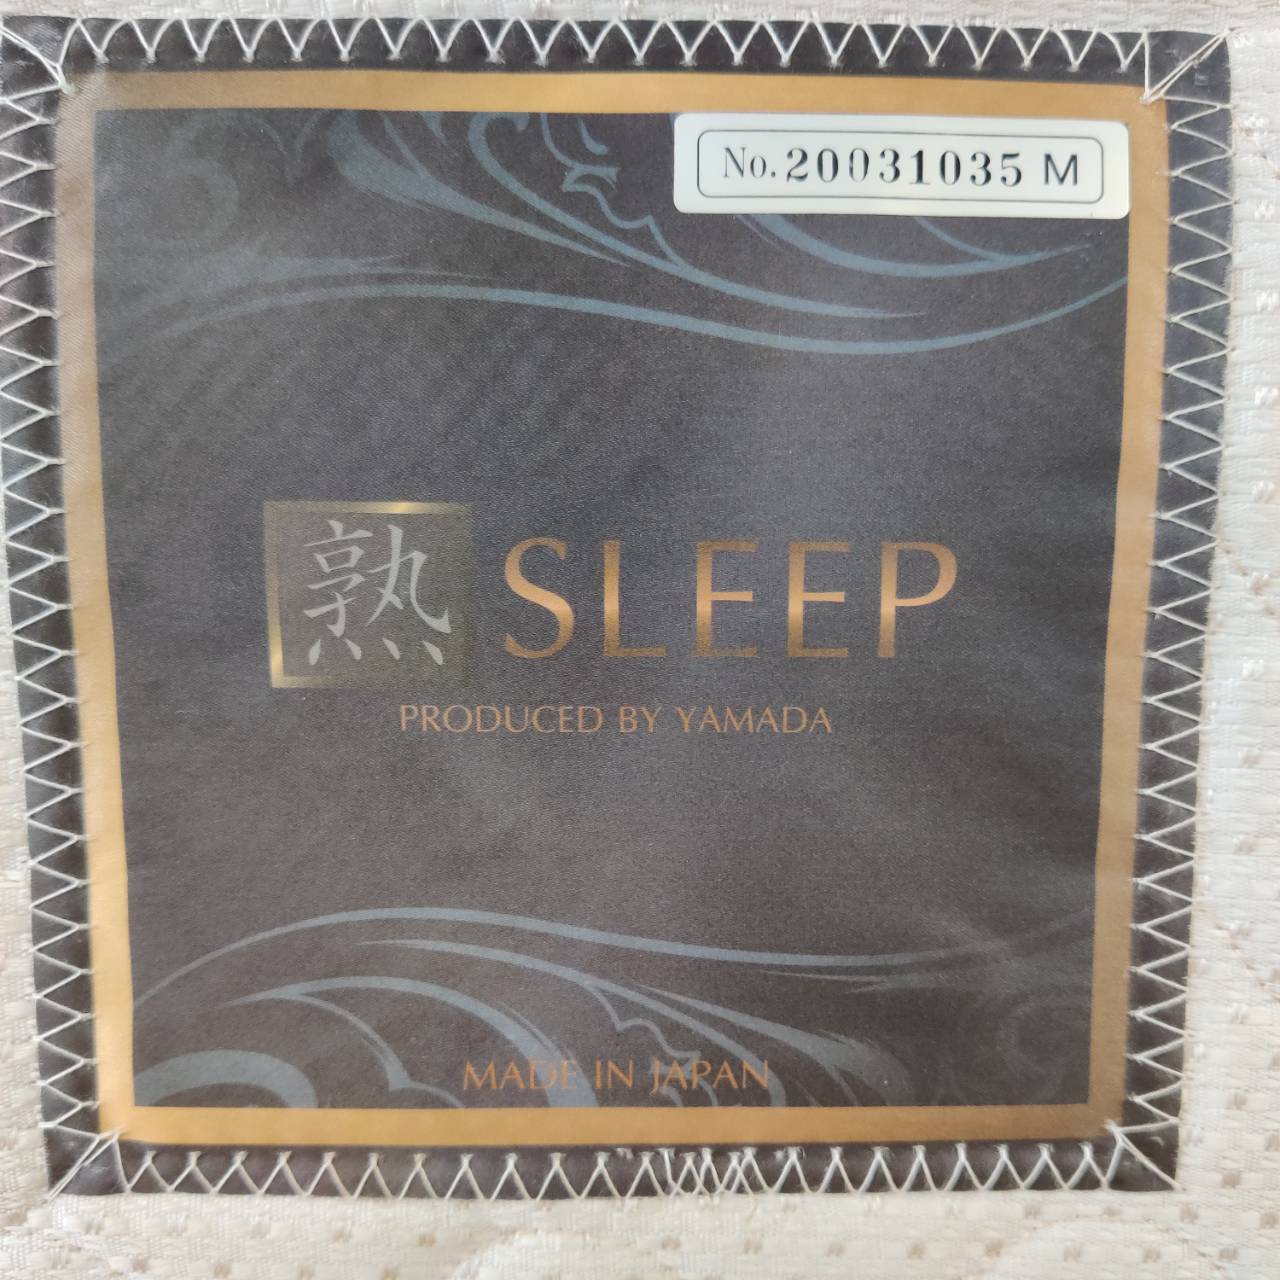 No.20031035 M
熟 SLEEP
PRODUCED BY YAMADA
MADE IN JAPAN